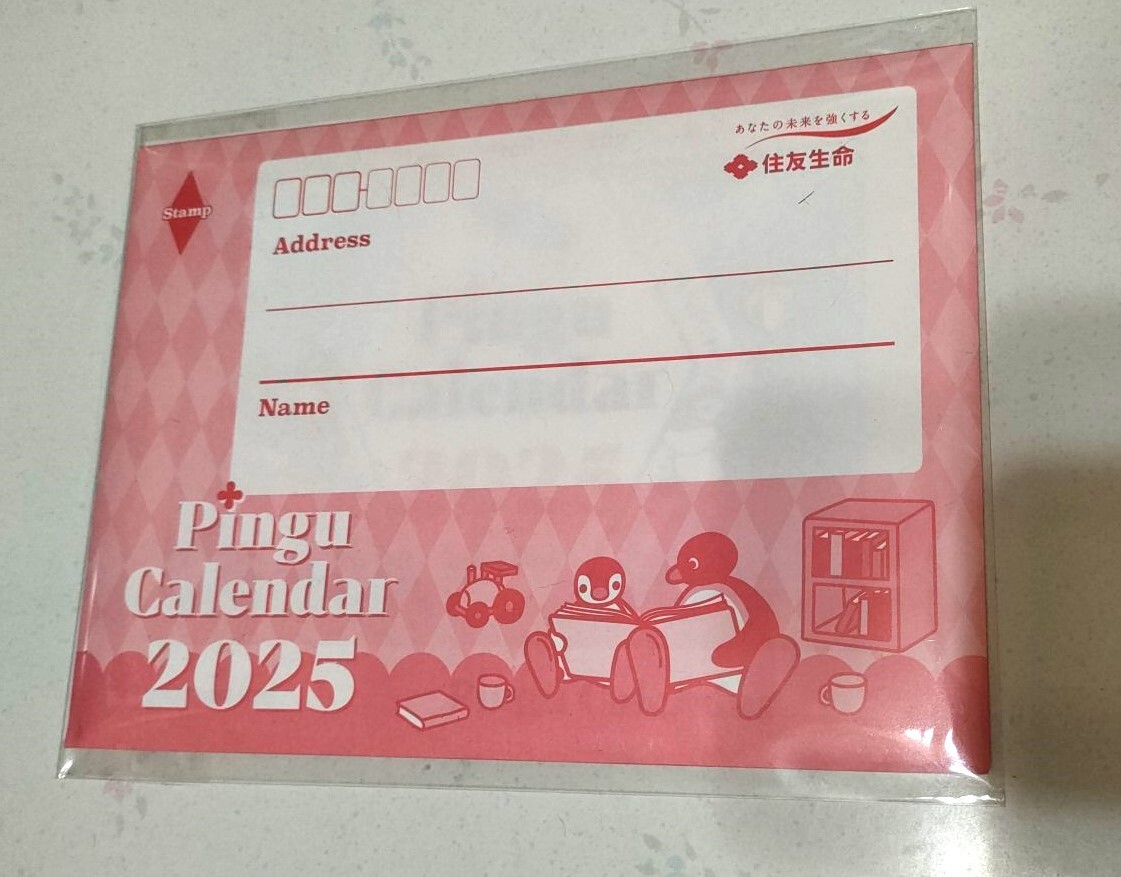 あなたの未来を強くする
住友生命
Stamp
Address
Name
Pingu
Calendar
2025